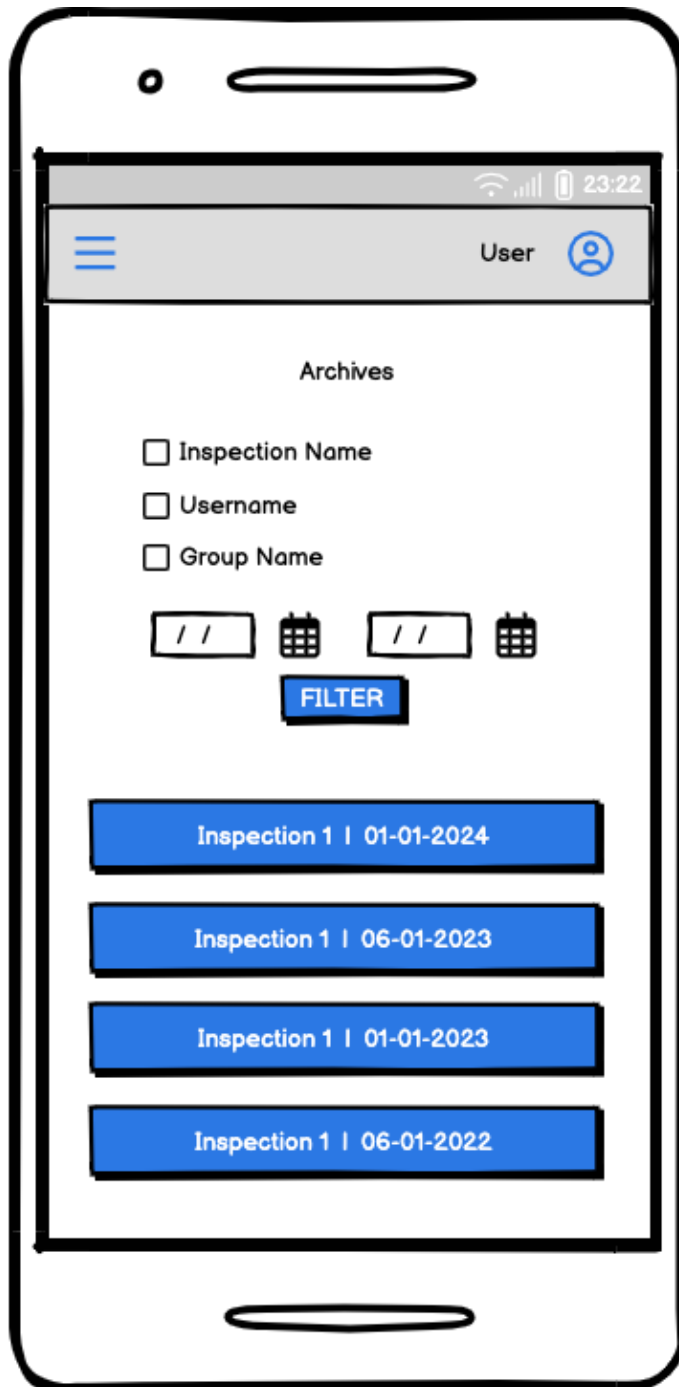 23:22
User
Archives
Inspection Name
Username
Group Name
/ / / /
FILTER
Inspection 1 | 01-01-2024
Inspection 1 | 06-01-2023
Inspection 1 | 01-01-2023
Inspection 1 | 06-01-2022